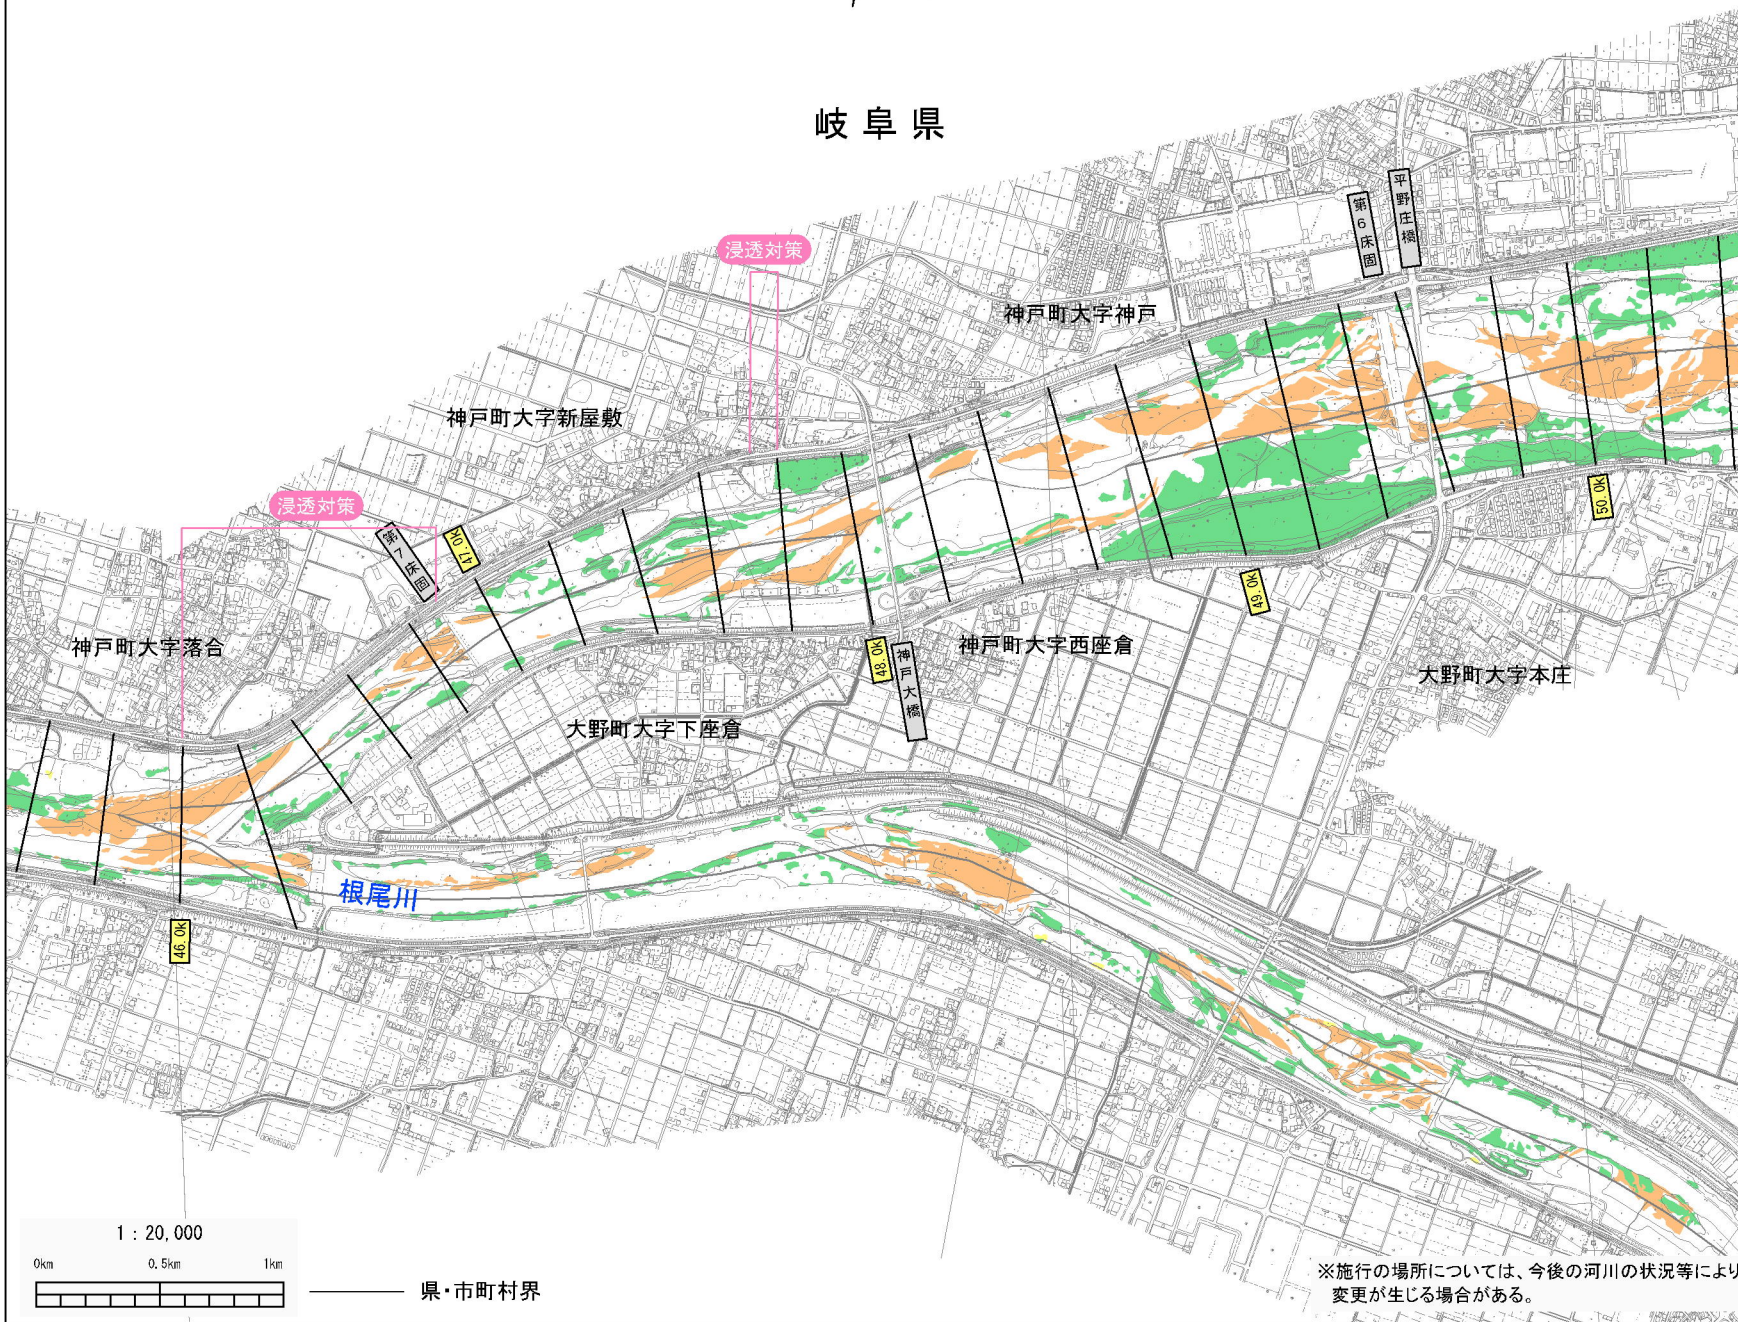 岐阜県
浸透対策
第6床固
平野庄橋
神戸町大字神戸
神戸町大字新屋敷
浸透対策
第7床固
47.0K
50.0K
49.0K
神戸町大字落合
48.0K
神戸大橋
神戸町大字西座倉
大野町大字本庄
大野町大字下座倉
根尾川
46.0K
1：20,000
0km 0.5km 1km
県・市町村界
※施行の場所については、今後の河川の状況等により
変更が生じる場合がある。